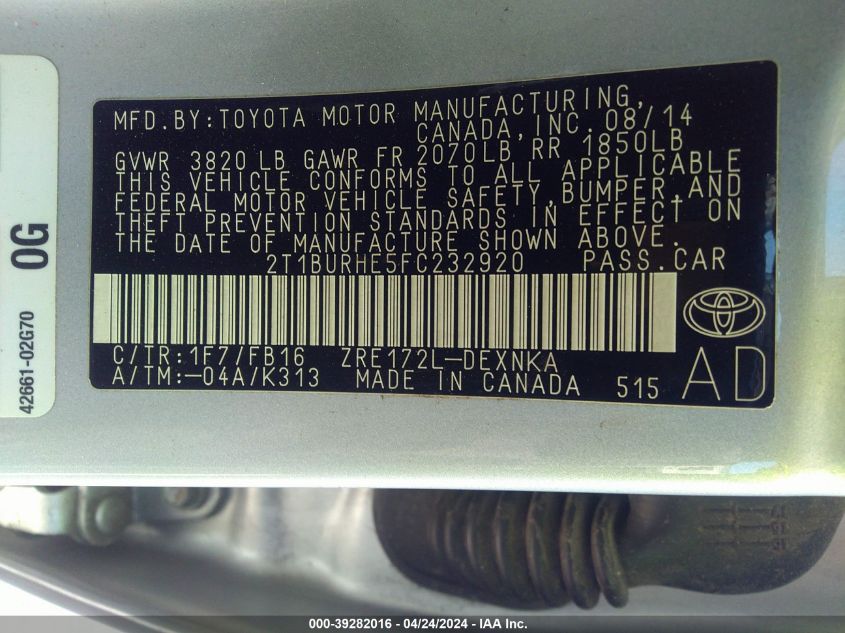 MFD. BY: TOYOTA MOTOR MANUFACTURING,
CANADA, INC. 08/14
GVWR 3820 LB GAWR FR 2070LB RR 1850LB
THIS VEHICLE CONFORMS TO ALL APPLICABLE
FEDERAL MOTOR VEHICLE SAFETY, BUMPER, AND
THEFT PREVENTION STANDARDS IN EFFECT ON
THE DATE OF MANUFACTURE SHOWN ABOVE.
2T1BURHE5FC232920 PASS. CAR
C/TR: 1F7/FB16 ZRE172L-DEXNKA
A/TM: -04A/K313 MADE IN CANADA 515
AD
0G
42661-02G70
000-39282016 - 04/24/2024 - IAA Inc.